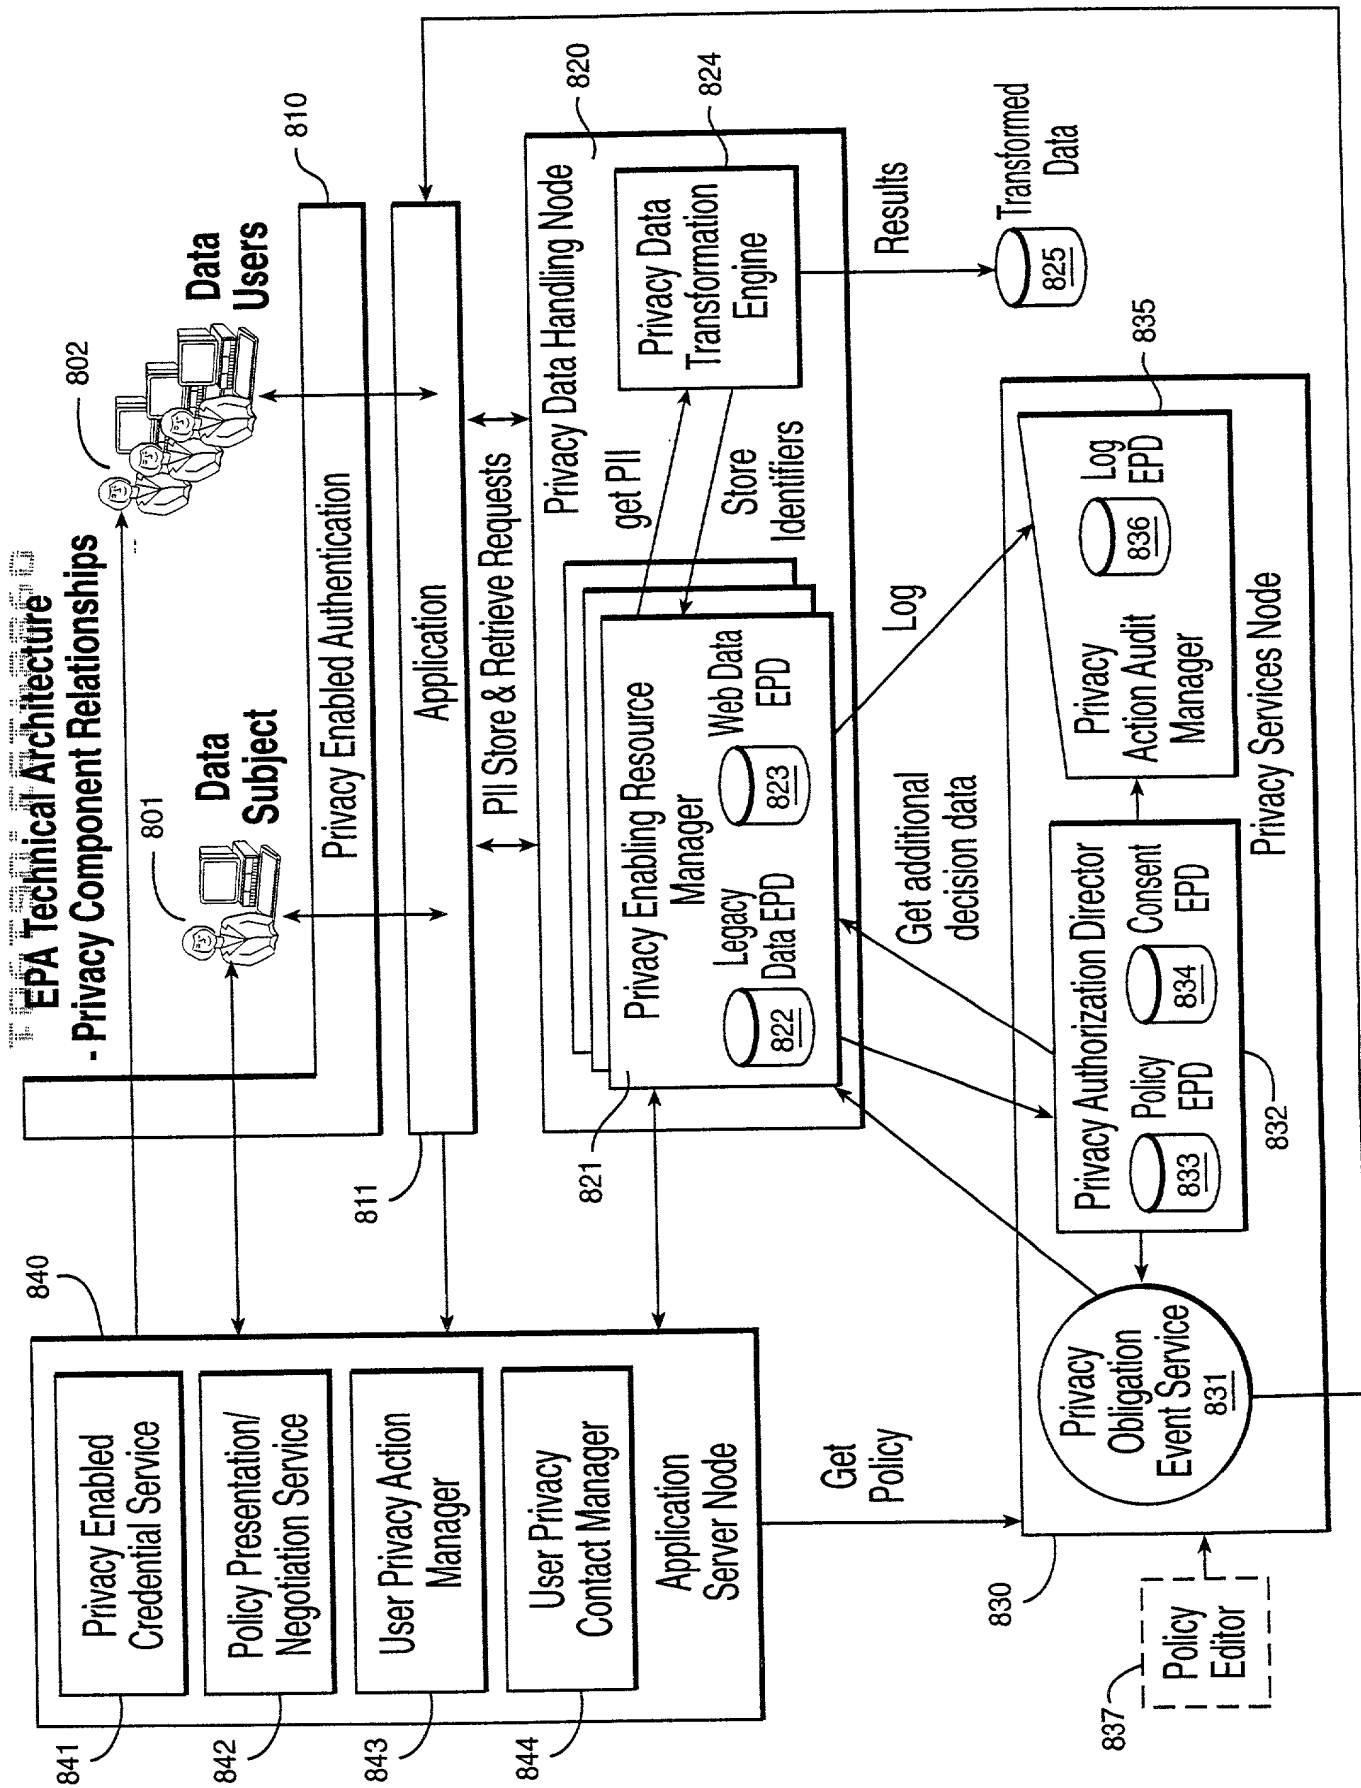 EPA Technical Architecture
- Privacy Component Relationships
801
Data
Subject
802
Data
Users
810
Privacy Enabled Authentication
811
Application
PII Store & Retrieve Requests
820
Privacy Data Handling Node
821
Privacy Enabling Resource
Manager
Legacy
Data EPD
822
Web Data
EPD
823
get PII
Store
Identifiers
824
Privacy Data
Transformation
Engine
Results
Transformed
Data
825
Log
Get additional
decision data
840
Privacy Enabled
Credential Service
841
Policy Presentation/
Negotiation Service
842
User Privacy Action
Manager
843
User Privacy
Contact Manager
844
Application
Server Node
Get
Policy
830
Privacy
Obligation
Event Service
831
Privacy Authorization Director
Policy
EPD
833
Consent
EPD
834
832
Privacy
Action Audit
Manager
Log
EPD
836
835
Privacy Services Node
837
Policy
Editor